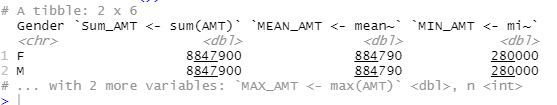 # A tibble: 2 x 6
Gender `Sum_AMT <- sum(AMT)` `MEAN_AMT <- mean~` `MIN_AMT <- mi~`
<chr> <dbl> <dbl> <dbl>
1 F 8847900 884790 280000
2 M 8847900 884790 280000
# ... with 2 more variables: `MAX_AMT <- max(AMT)` <dbl>, n <int>
>